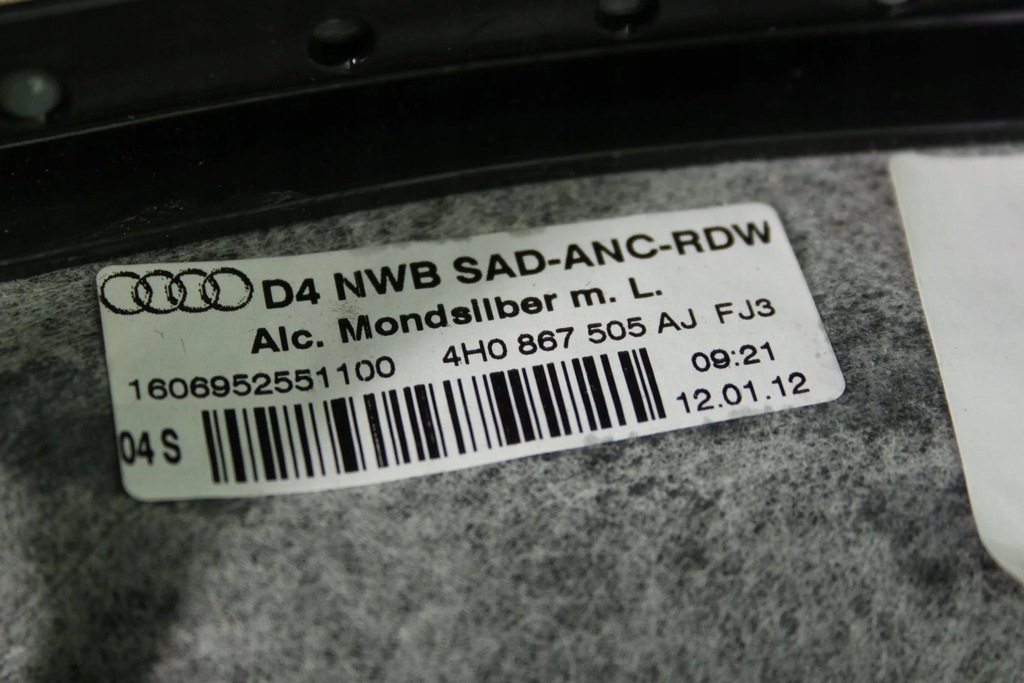 D4 NWB SAD-ANC-RDW
Alc. Mondsilber m. L.
1606952551100 4H0 867 505 AJ FJ3
09:21
04 S 12.01.12